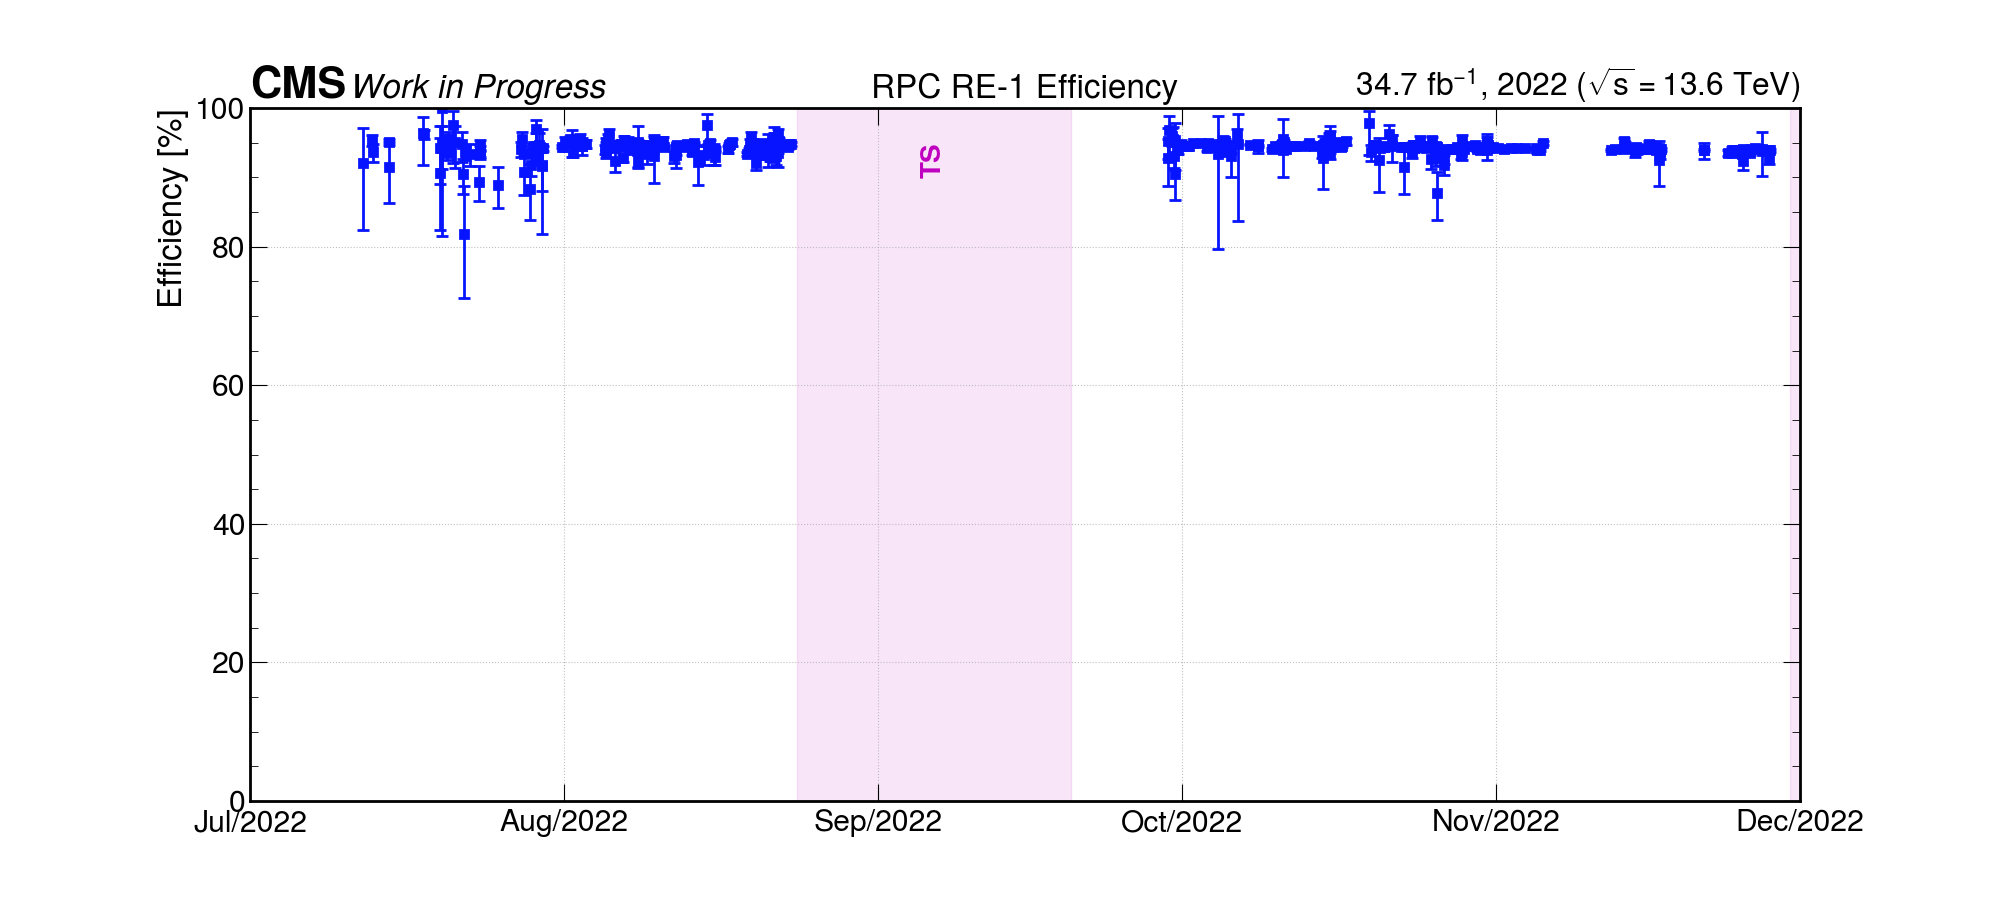 CMS Work in Progress RPC RE-1 Efficiency 34.7 fb⁻¹, 2022 (√s = 13.6 TeV)
Efficiency [%]
100
80
60
40
20
0
TS
Jul/2022 Aug/2022 Sep/2022 Oct/2022 Nov/2022 Dec/2022